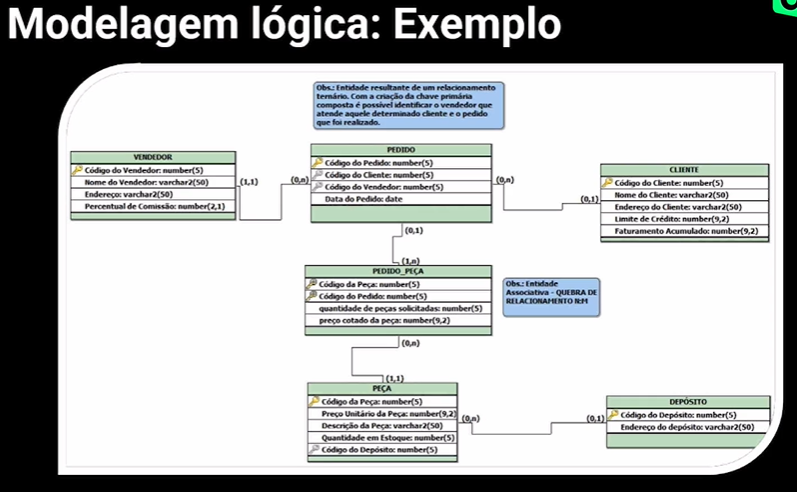 Modelagem lógica: Exemplo
Obs.: Entidade resultante de um relacionamento
ternário. Com a criação da chave primária
composta é possível identificar o vendedor que
atende aquele determinado cliente e o pedido
que foi realizado.
VENDEDOR
Código do Vendedor: number(5)
Nome do Vendedor: varchar2(50)
Endereço: varchar2(50)
Percentual de Comissão: number(2,1)
(1,1)
(0,n)
PEDIDO
Código do Pedido: number(5)
Código do Cliente: number(5)
Código do Vendedor: number(5)
Data do Pedido: date
(0,n)
(0,1)
CLIENTE
Código do Cliente: number(5)
Nome do Cliente: varchar2(50)
Endereço do Cliente: varchar2(50)
Limite de Crédito: number(9,2)
Faturamento Acumulado: number(9,2)
(0,1)
(1,n)
PEDIDO_PEÇA
Código da Peça: number(5)
Código do Pedido: number(5)
quantidade de peças solicitadas: number(5)
preço cotado da peça: number(9,2)
Obs.: Entidade
Associativa - QUEBRA DE
RELACIONAMENTO N:M
(0,n)
(1,1)
PEÇA
Código da Peça: number(5)
Preço Unitário da Peça: number(9,2)
Descrição da Peça: varchar2(50)
Quantidade em Estoque: number(5)
Código do Depósito: number(5)
(0,n)
(0,1)
DEPÓSITO
Código do Depósito: number(5)
Endereço do depósito: varchar2(50)